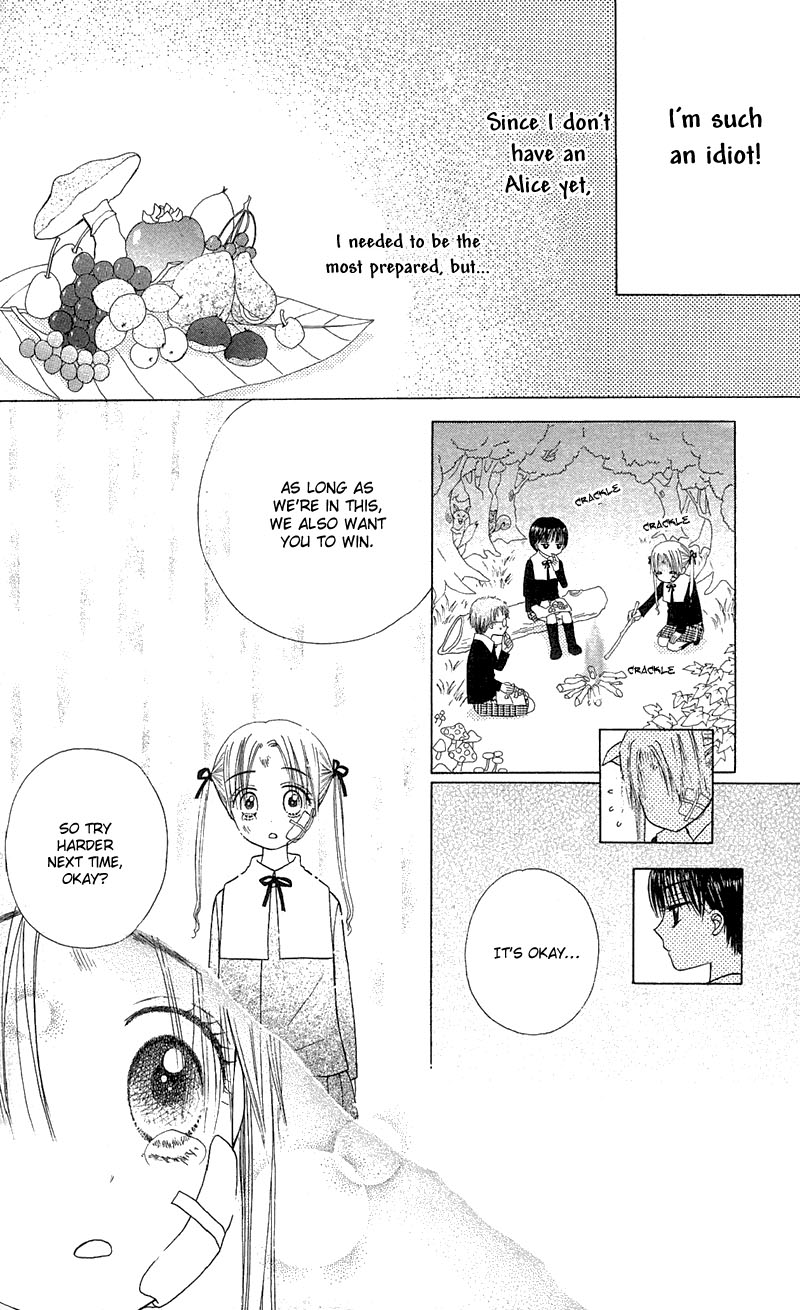 I'm such
an idiot!
Since I don't
have an
Alice yet,
I needed to be the
most prepared, but...
CRACKLE
CRACKLE
CRACKLE
IT'S OKAY...
AS LONG AS
WE'RE IN THIS,
WE ALSO WANT
YOU TO WIN.
SO TRY
HARDER
NEXT TIME,
OKAY?